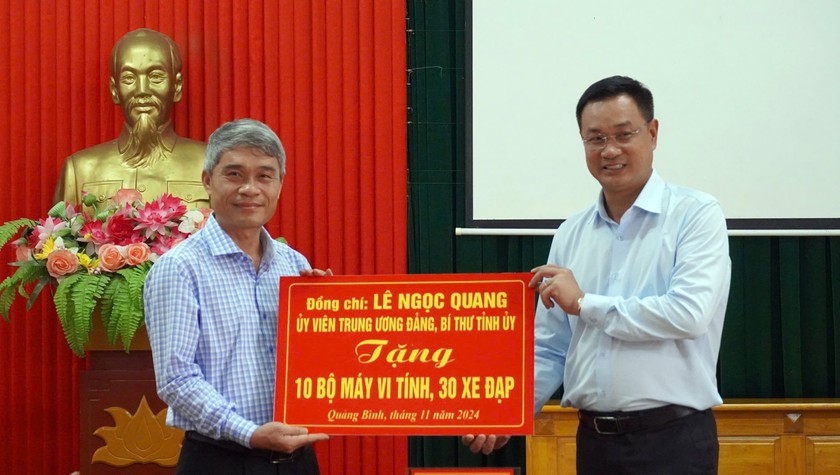 Đồng chí: LÊ NGỌC QUANG
ỦY VIÊN TRUNG ƯƠNG ĐẢNG, BÍ THƯ TỈNH ỦY
Tặng
10 BỘ MÁY VI TÍNH, 30 XE ĐẠP
Quảng Bình, tháng 11 năm 2024